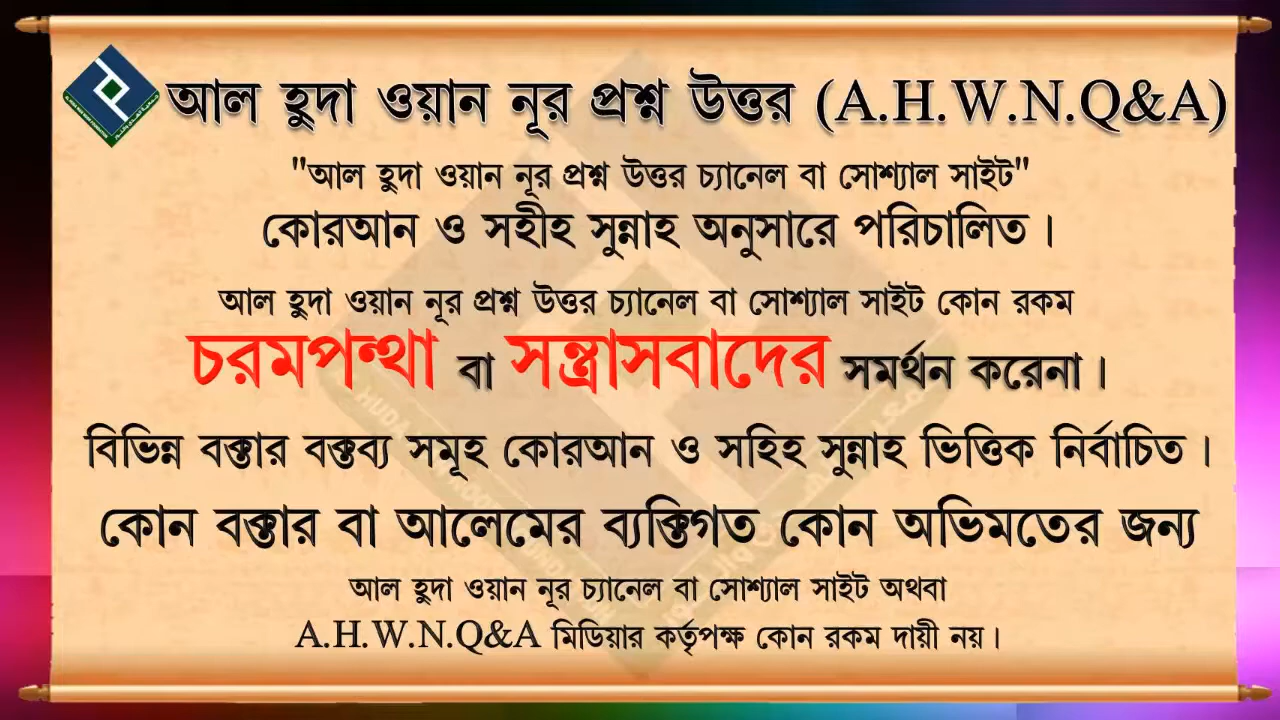 আল হুদা ওয়ান নূর প্রশ্ন উত্তর (A.H.W.N.Q&A)
"আল হুদা ওয়ান নূর প্রশ্ন উত্তর চ্যানেল বা সোশ্যাল সাইট"
কোরআন ও সহীহ সুন্নাহ অনুসারে পরিচালিত।
আল হুদা ওয়ান নূর প্রশ্ন উত্তর চ্যানেল বা সোশ্যাল সাইট কোন রকম
চরমপন্থা বা সন্ত্রাসবাদের সমর্থন করেনা।
বিভিন্ন বক্তার বক্তব্য সমূহ কোরআন ও সহিহ সুন্নাহ ভিত্তিক নির্বাচিত।
কোন বক্তার বা আলেমের ব্যক্তিগত কোন অভিমতের জন্য
আল হুদা ওয়ান নূর চ্যানেল বা সোশ্যাল সাইট অথবা
A.H.W.N.Q&A মিডিয়ার কর্তৃপক্ষ কোন রকম দায়ী নয়।